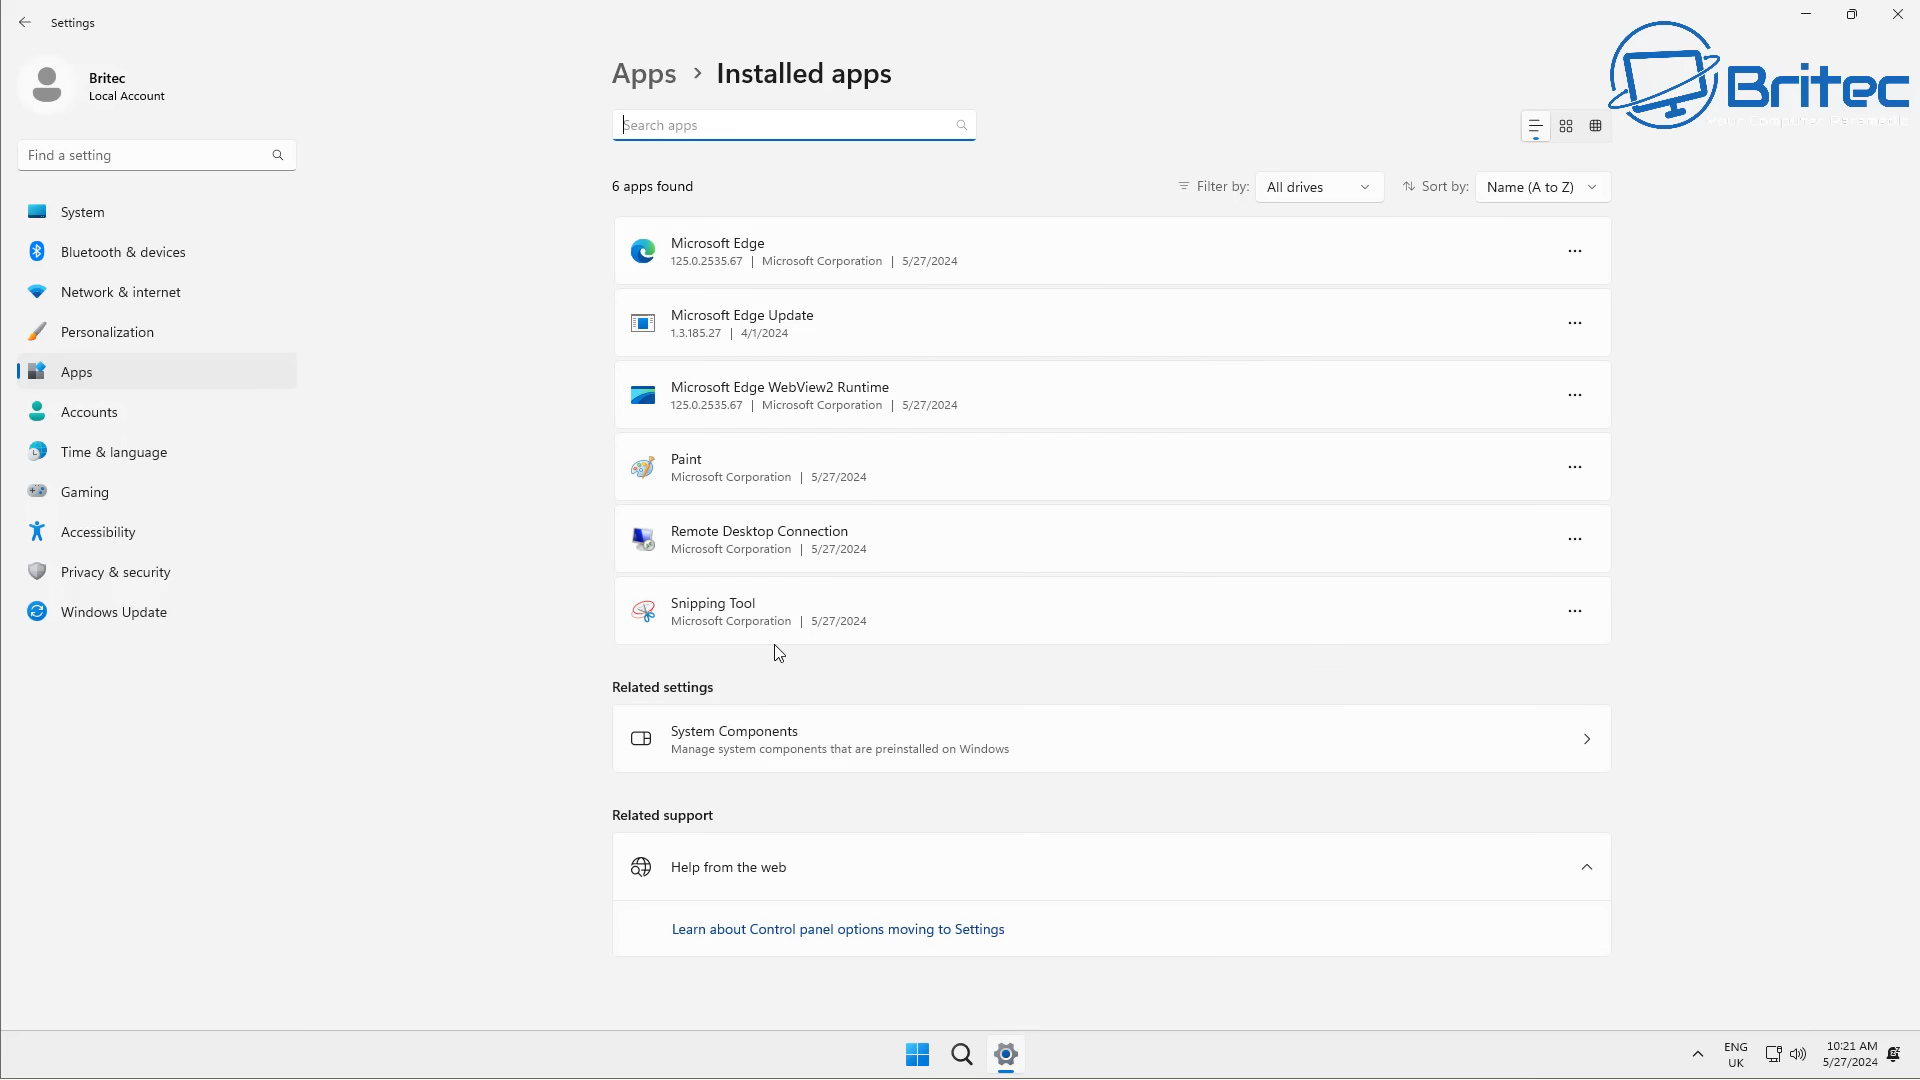 Settings
Britec
Local Account
Find a setting
System
Bluetooth & devices
Network & internet
Personalization
Apps
Accounts
Time & language
Gaming
Accessibility
Privacy & security
Windows Update
Apps > Installed apps
Search apps
Britec
Your Computer Paramedic
6 apps found
Filter by: All drives
Sort by: Name (A to Z)
Microsoft Edge
125.0.2535.67 | Microsoft Corporation | 5/27/2024
Microsoft Edge Update
1.3.185.27 | 4/1/2024
Microsoft Edge WebView2 Runtime
125.0.2535.67 | Microsoft Corporation | 5/27/2024
Paint
Microsoft Corporation | 5/27/2024
Remote Desktop Connection
Microsoft Corporation | 5/27/2024
Snipping Tool
Microsoft Corporation | 5/27/2024
Related settings
System Components
Manage system components that are preinstalled on Windows
Related support
Help from the web
Learn about Control panel options moving to Settings
ENG
UK
10:21 AM
5/27/2024